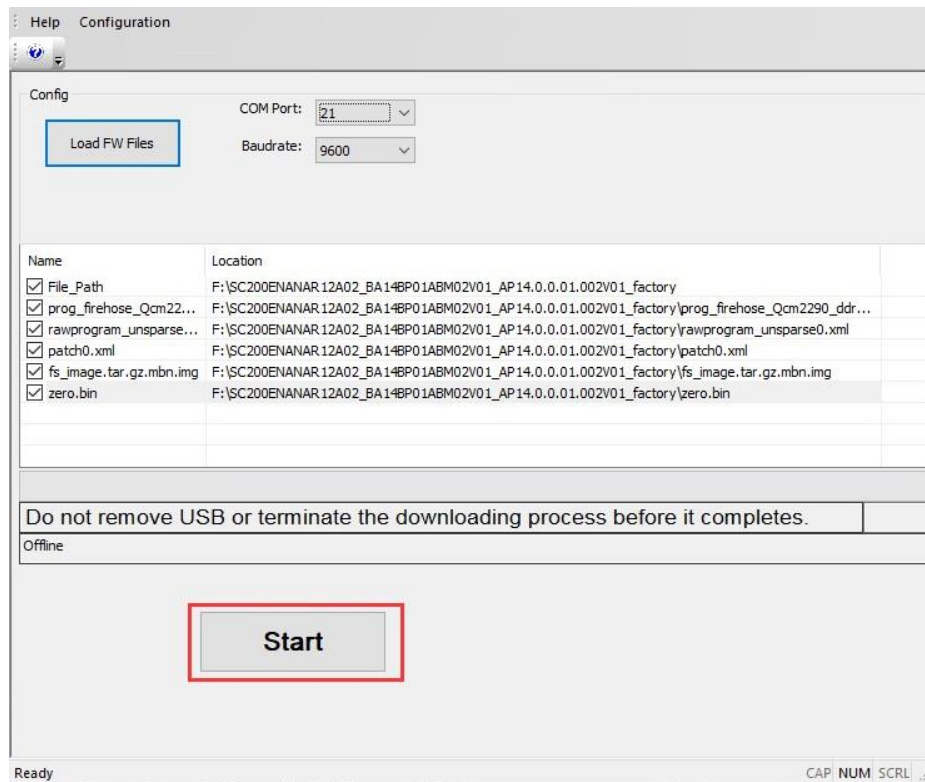 Help Configuration
Config
COM Port: 21
Load FW Files
Baudrate: 9600
Name Location
File_Path F:\SC200ENANAR12A02_BA14BP01ABM02V01_AP14.0.0.01.002V01_factory
prog_firehose_Qcm22... F:\SC200ENANAR12A02_BA14BP01ABM02V01_AP14.0.0.01.002V01_factory\prog_firehose_Qcm2290_ddr...
rawprogram_unsparse... F:\SC200ENANAR12A02_BA14BP01ABM02V01_AP14.0.0.01.002V01_factory\rawprogram_unsparse0.xml
patch0.xml F:\SC200ENANAR12A02_BA14BP01ABM02V01_AP14.0.0.01.002V01_factory\patch0.xml
fs_image.tar.gz.mbn.img F:\SC200ENANAR12A02_BA14BP01ABM02V01_AP14.0.0.01.002V01_factory\fs_image.tar.gz.mbn.img
zero.bin F:\SC200ENANAR12A02_BA14BP01ABM02V01_AP14.0.0.01.002V01_factory\zero.bin
Do not remove USB or terminate the downloading process before it completes.
Offline
Start
Ready CAP NUM SCRL